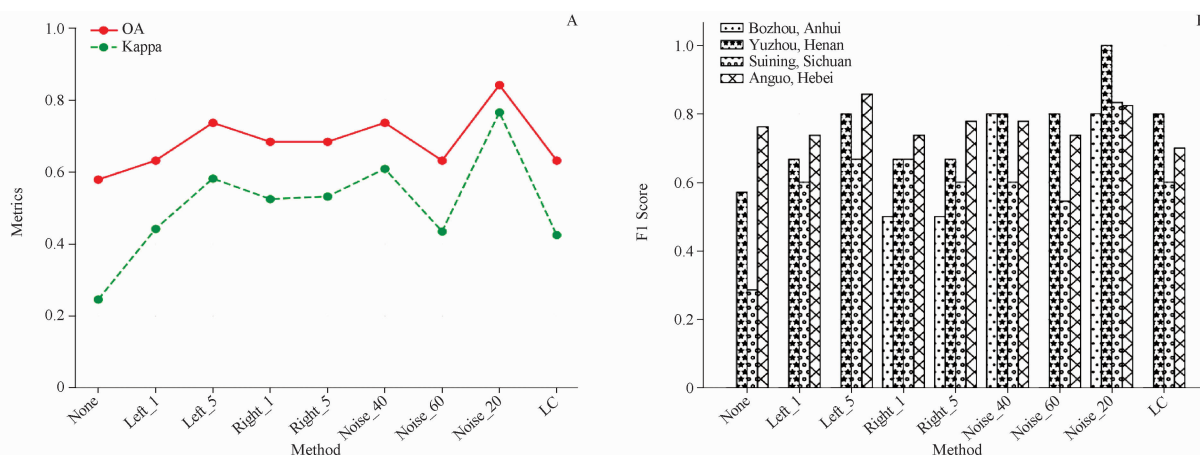 A
OA
Kappa
Metrics
1.0
0.8
0.6
0.4
0.2
0
None
Left_1
Left_5
Right_1
Right_5
Noise_40
Noise_60
Noise_20
LC
Method
Bozhou, Anhui
Yuzhou, Henan
Suining, Sichuan
Anguo, Hebei
F1 Score
1.0
0.8
0.6
0.4
0.2
0
None
Left_1
Left_5
Right_1
Right_5
Noise_40
Noise_60
Noise_20
LC
Method